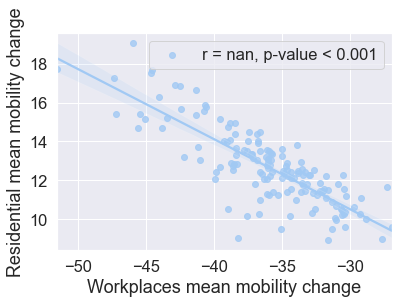 Residential mean mobility change
r = nan, p-value < 0.001
18
16
14
12
10
−50 −45 −40 −35 −30
Workplaces mean mobility change